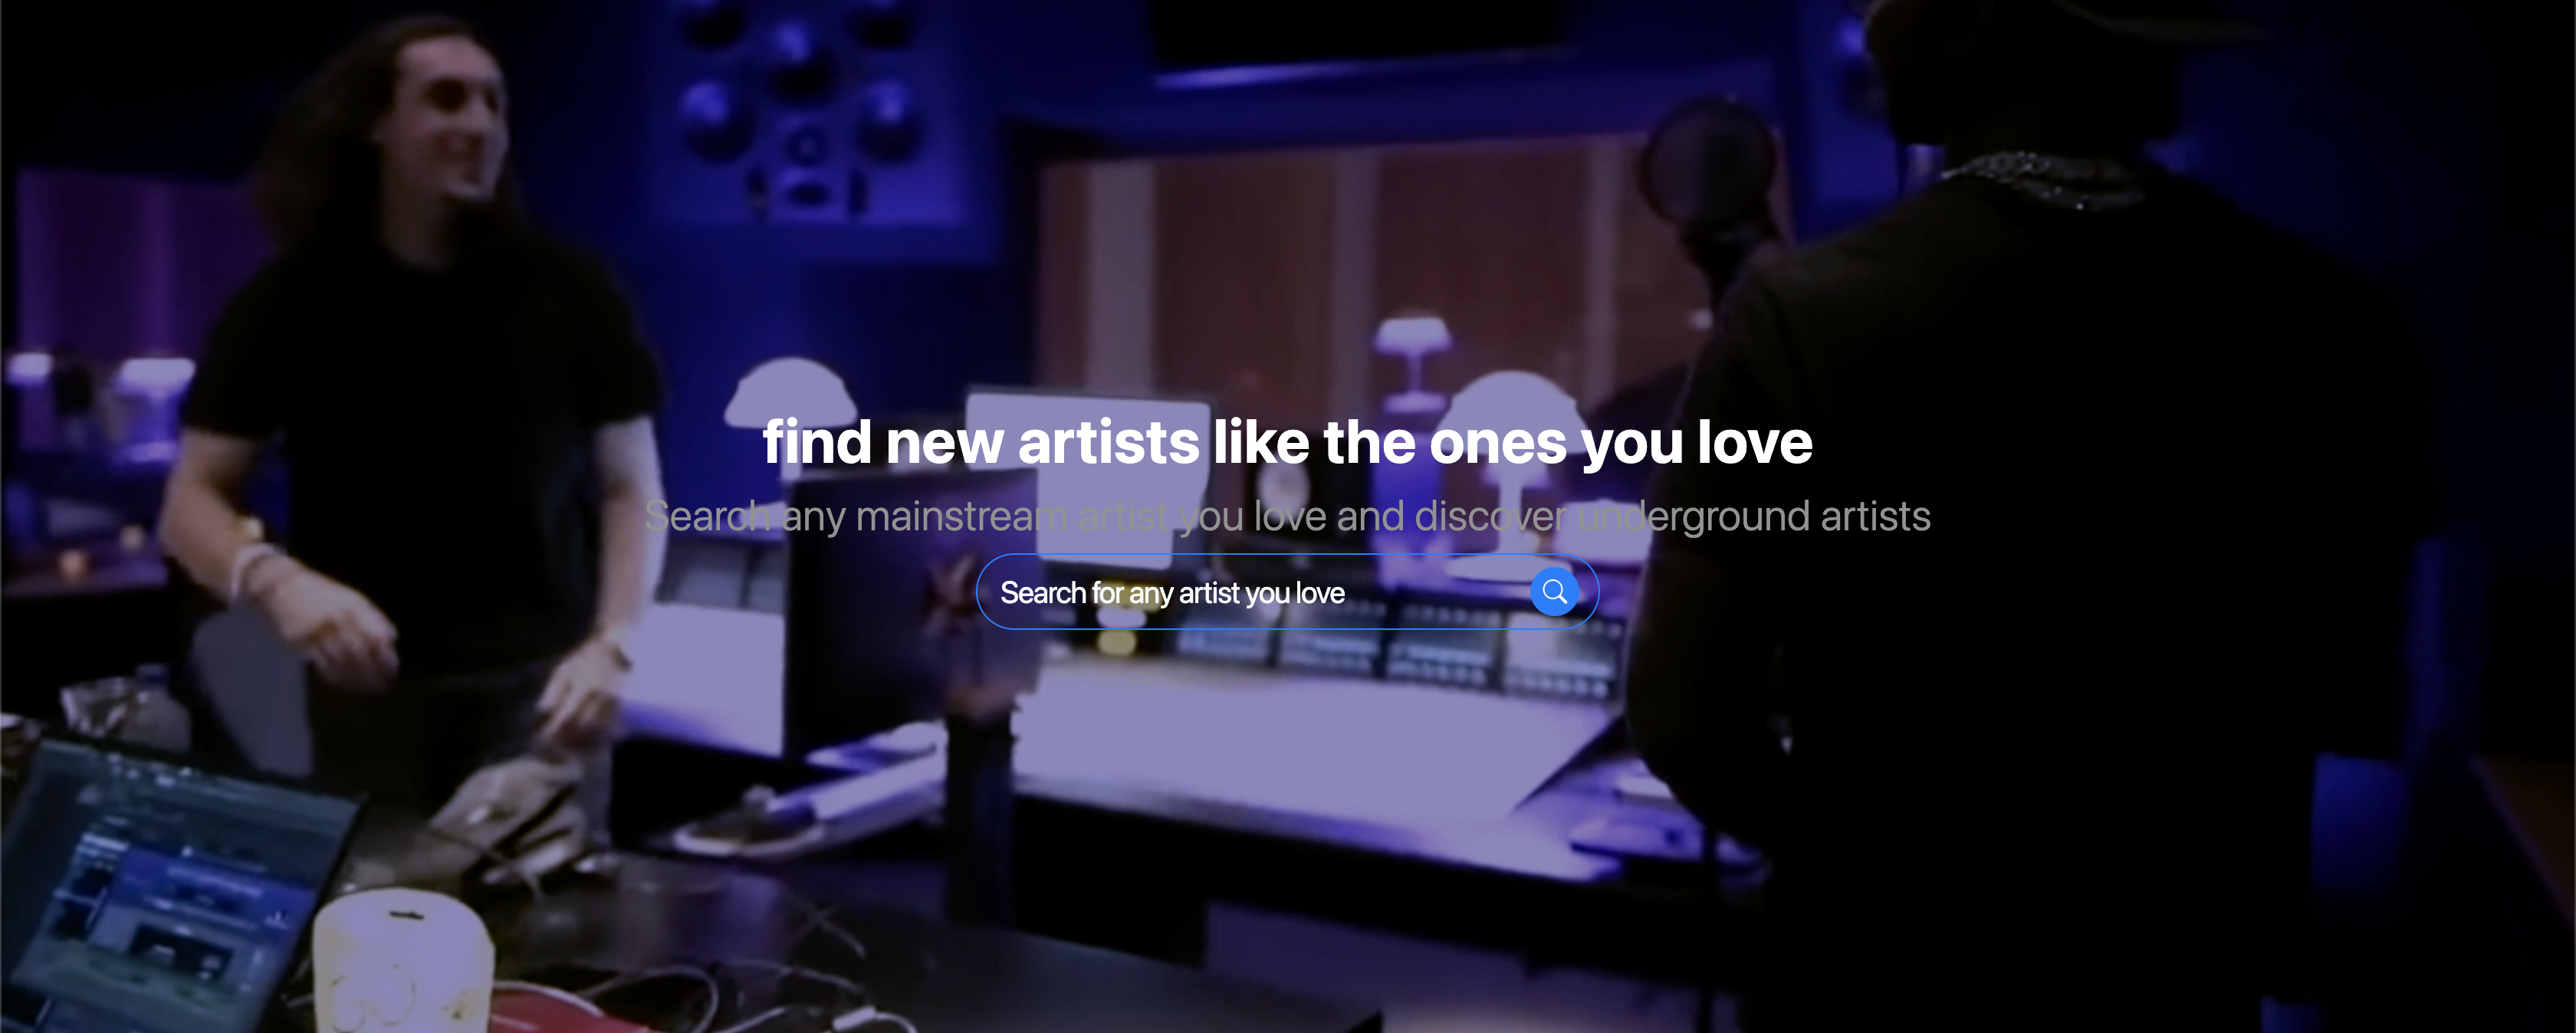 find new artists like the ones you love
Search any mainstream artist you love and discover underground artists
Search for any artist you love